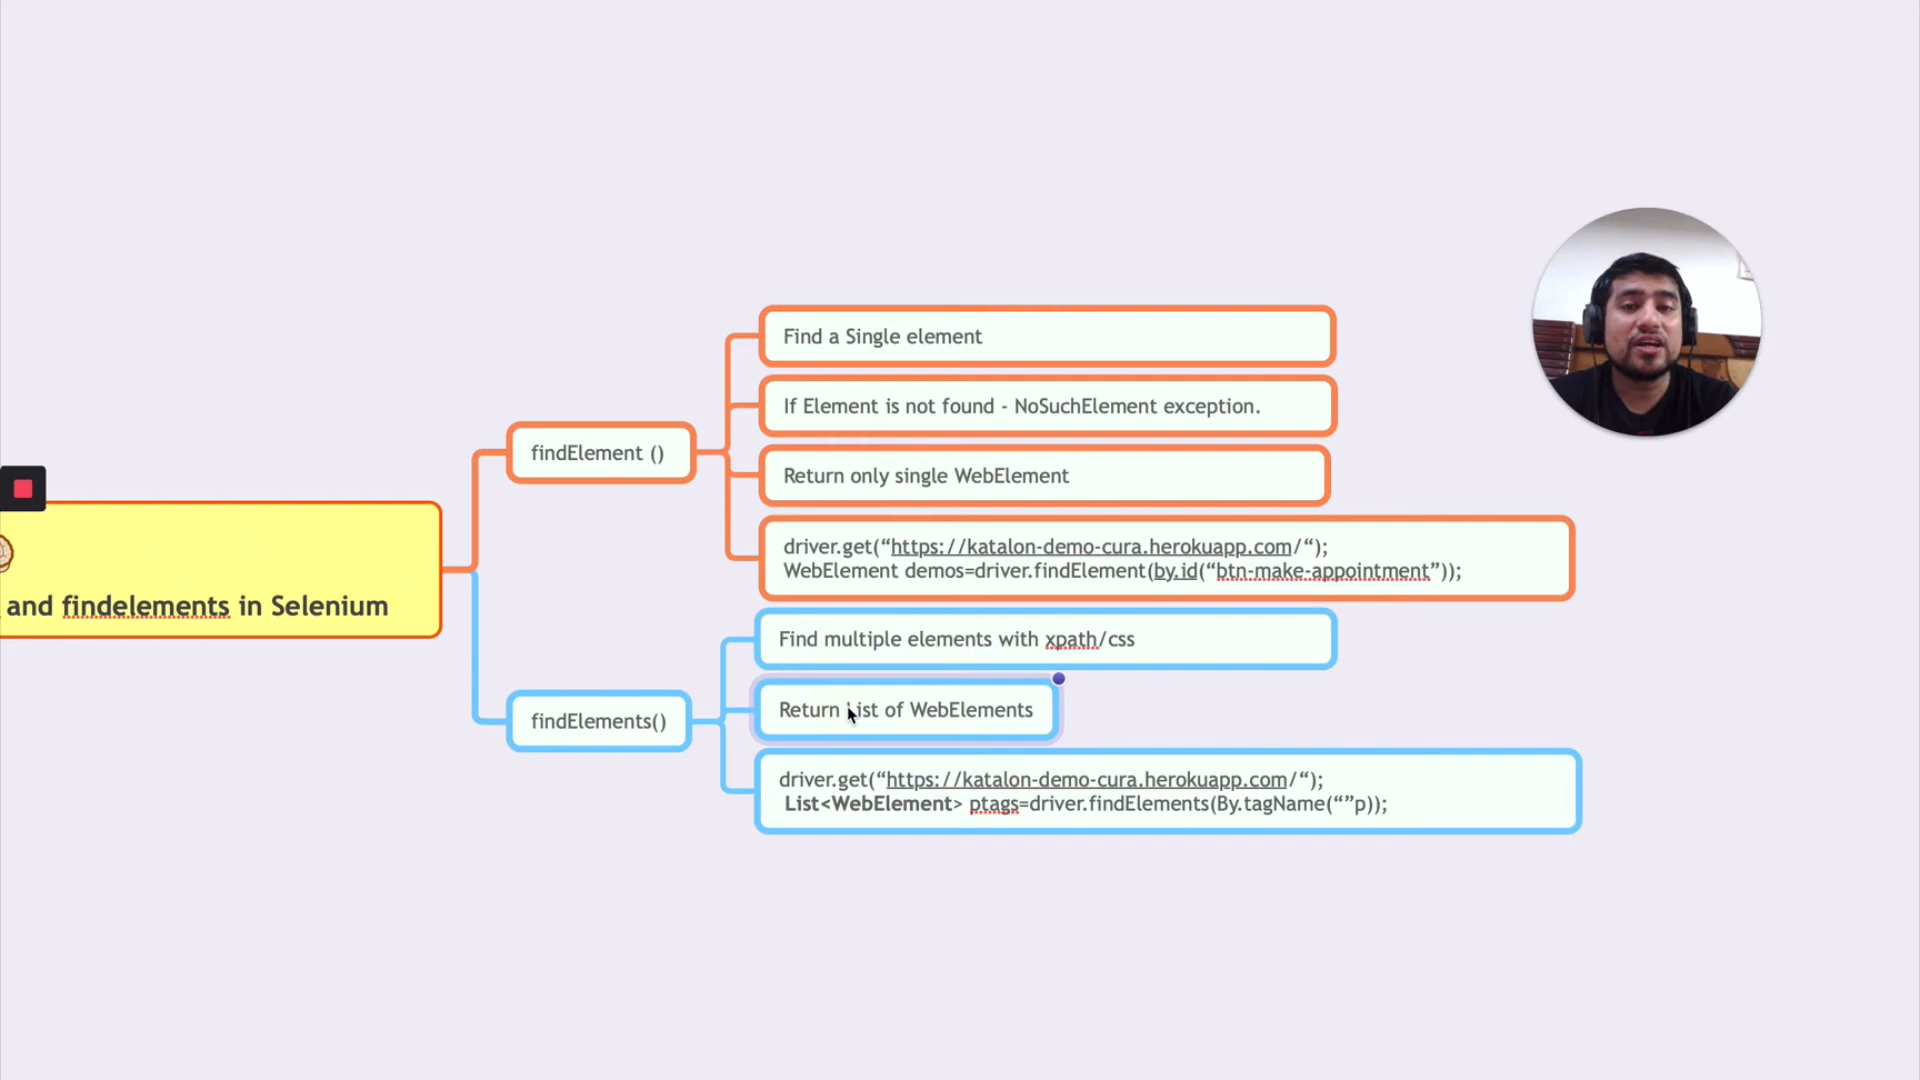 and findelements in Selenium
findElement ()
Find a Single element
If Element is not found - NoSuchElement exception.
Return only single WebElement
driver.get(“https://katalon-demo-cura.herokuapp.com/“);
WebElement demos=driver.findElement(by.id(“btn-make-appointment”));
findElements()
Find multiple elements with xpath/css
Return List of WebElements
driver.get(“https://katalon-demo-cura.herokuapp.com/“);
List<WebElement> ptags=driver.findElements(By.tagName(“”p));